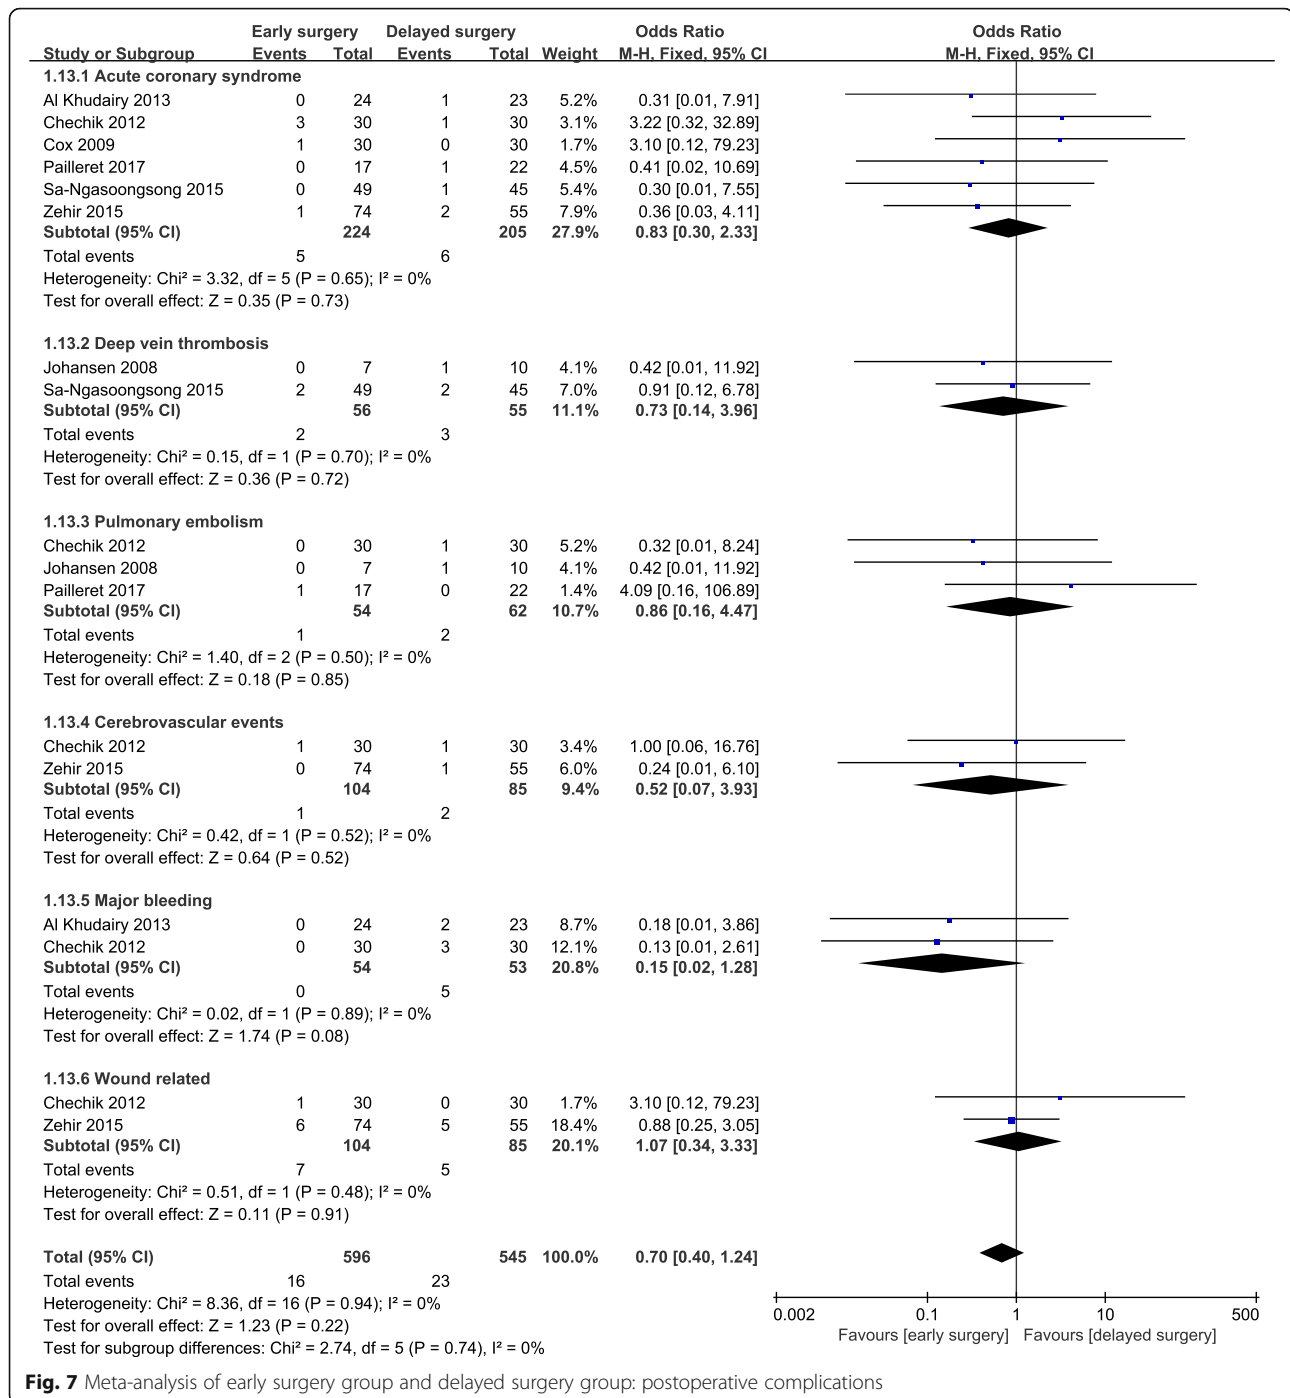 Early surgery Delayed surgery Odds Ratio Odds Ratio
Study or Subgroup Events Total Events Total Weight M-H, Fixed, 95% CI M-H, Fixed, 95% CI
1.13.1 Acute coronary syndrome
Al Khudairy 2013 0 24 1 23 5.2% 0.31 [0.01, 7.91]
Chechik 2012 3 30 1 30 3.1% 3.22 [0.32, 32.89]
Cox 2009 1 30 0 30 1.7% 3.10 [0.12, 79.23]
Pailleret 2017 0 17 1 22 4.5% 0.41 [0.02, 10.69]
Sa-Ngasoongsong 2015 0 49 1 45 5.4% 0.30 [0.01, 7.55]
Zehir 2015 1 74 2 55 7.9% 0.36 [0.03, 4.11]
Subtotal (95% CI) 224 205 27.9% 0.83 [0.30, 2.33]
Total events 5 6
Heterogeneity: Chi² = 3.32, df = 5 (P = 0.65); I² = 0%
Test for overall effect: Z = 0.35 (P = 0.73)
1.13.2 Deep vein thrombosis
Johansen 2008 0 7 1 10 4.1% 0.42 [0.01, 11.92]
Sa-Ngasoongsong 2015 2 49 2 45 7.0% 0.91 [0.12, 6.78]
Subtotal (95% CI) 56 55 11.1% 0.73 [0.14, 3.96]
Total events 2 3
Heterogeneity: Chi² = 0.15, df = 1 (P = 0.70); I² = 0%
Test for overall effect: Z = 0.36 (P = 0.72)
1.13.3 Pulmonary embolism
Chechik 2012 0 30 1 30 5.2% 0.32 [0.01, 8.24]
Johansen 2008 0 7 1 10 4.1% 0.42 [0.01, 11.92]
Pailleret 2017 1 17 0 22 1.4% 4.09 [0.16, 106.89]
Subtotal (95% CI) 54 62 10.7% 0.86 [0.16, 4.47]
Total events 1 2
Heterogeneity: Chi² = 1.40, df = 2 (P = 0.50); I² = 0%
Test for overall effect: Z = 0.18 (P = 0.85)
1.13.4 Cerebrovascular events
Chechik 2012 1 30 1 30 3.4% 1.00 [0.06, 16.76]
Zehir 2015 0 74 1 55 6.0% 0.24 [0.01, 6.10]
Subtotal (95% CI) 104 85 9.4% 0.52 [0.07, 3.93]
Total events 1 2
Heterogeneity: Chi² = 0.42, df = 1 (P = 0.52); I² = 0%
Test for overall effect: Z = 0.64 (P = 0.52)
1.13.5 Major bleeding
Al Khudairy 2013 0 24 2 23 8.7% 0.18 [0.01, 3.86]
Chechik 2012 0 30 3 30 12.1% 0.13 [0.01, 2.61]
Subtotal (95% CI) 54 53 20.8% 0.15 [0.02, 1.28]
Total events 0 5
Heterogeneity: Chi² = 0.02, df = 1 (P = 0.89); I² = 0%
Test for overall effect: Z = 1.74 (P = 0.08)
1.13.6 Wound related
Chechik 2012 1 30 0 30 1.7% 3.10 [0.12, 79.23]
Zehir 2015 6 74 5 55 18.4% 0.88 [0.25, 3.05]
Subtotal (95% CI) 104 85 20.1% 1.07 [0.34, 3.33]
Total events 7 5
Heterogeneity: Chi² = 0.51, df = 1 (P = 0.48); I² = 0%
Test for overall effect: Z = 0.11 (P = 0.91)
Total (95% CI) 596 545 100.0% 0.70 [0.40, 1.24]
Total events 16 23
Heterogeneity: Chi² = 8.36, df = 16 (P = 0.94); I² = 0%
Test for overall effect: Z = 1.23 (P = 0.22)
Test for subgroup differences: Chi² = 2.74, df = 5 (P = 0.74), I² = 0%
0.002 0.1 1 10 500
Favours [early surgery] Favours [delayed surgery]
Fig. 7 Meta-analysis of early surgery group and delayed surgery group: postoperative complications